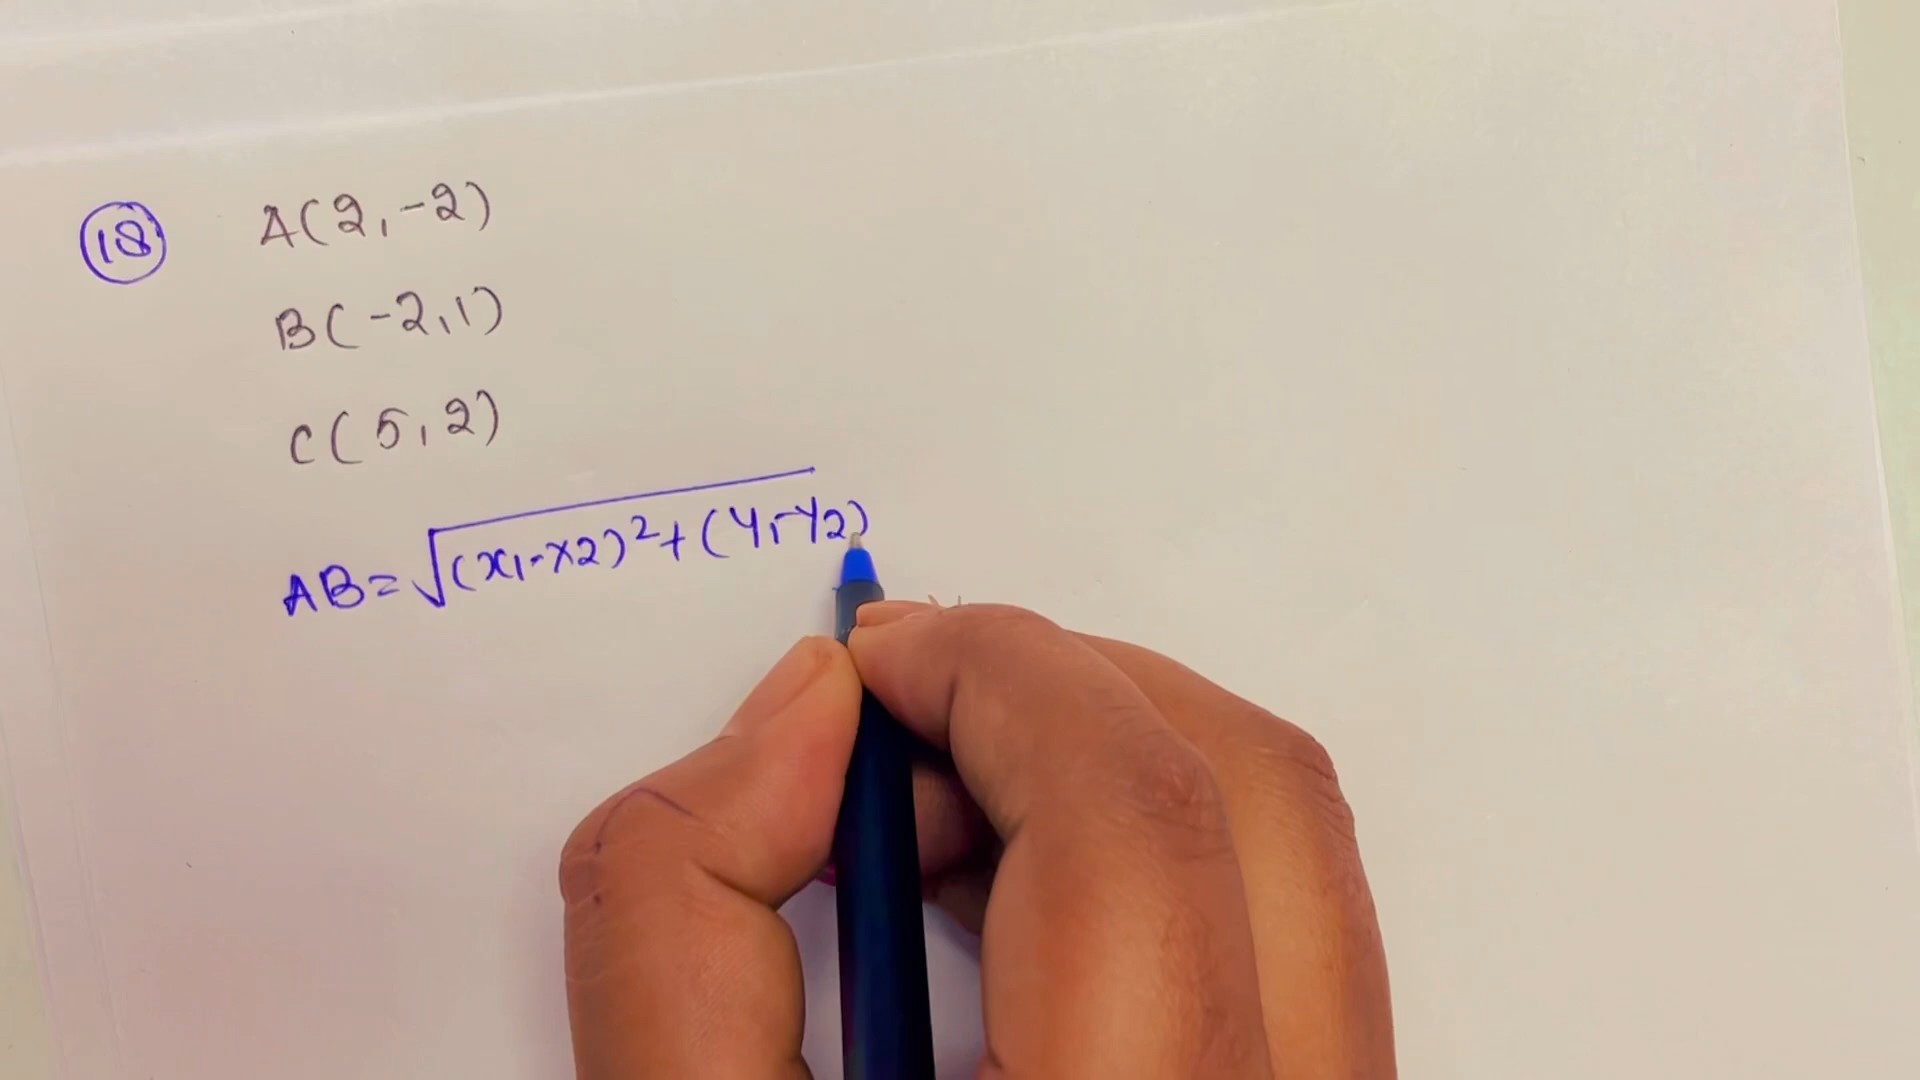 18 A(2,-2)
B(-2,1)
C(5,2)
AB=√(x1-x2)²+(y1-y2)